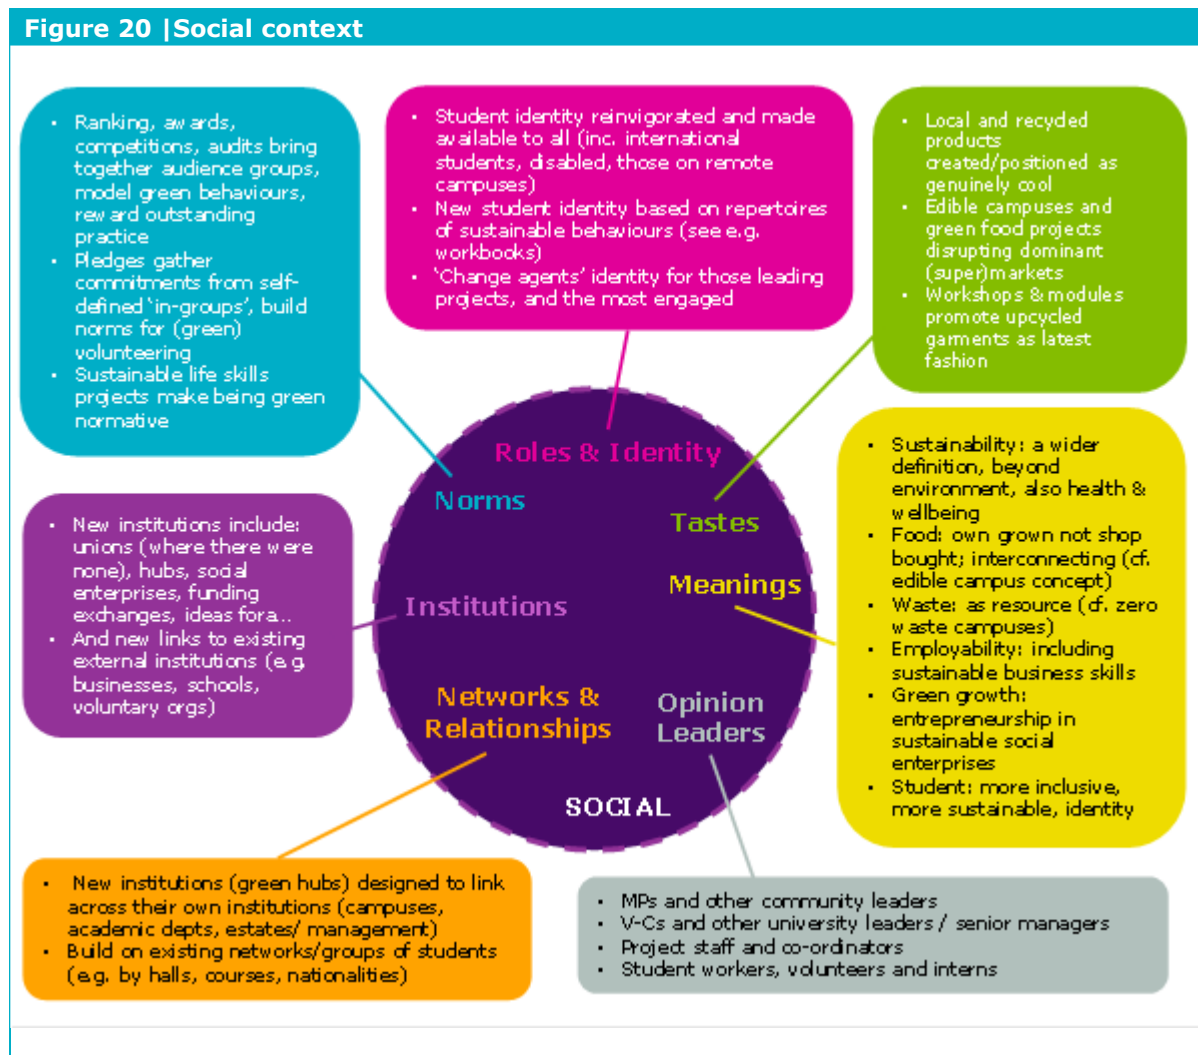 Figure 20 |Social context
• Ranking, awards,
competitions, audits bring
together audience groups,
model green behaviours,
reward outstanding
practice
• Pledges gather
commitments from self-
defined ‘in-groups’, build
norms for (green)
volunteering
• Sustainable life skills
projects make being green
normative
• Student identity reinvigorated and made
available to all (inc. international
students, disabled, those on remote
campuses)
• New student identity based on repertoires
of sustainable behaviours (see e.g.
workbooks)
• ‘Change agents’ identity for those leading
projects, and the most engaged
• Local and recycled
products
created/positioned as
genuinely cool
• Edible campuses and
green food projects
disrupting dominant
(super)markets
• Workshops & modules
promote upcycled
garments as latest
fashion
Roles & Identity
Norms
Tastes
Meanings
Institutions
Networks &
Relationships
Opinion
Leaders
SOCIAL
• New institutions include:
unions (where there were
none), hubs, social
enterprises, funding
exchanges, ideas fora...
• And new links to existing
external institutions (e.g.
businesses, schools,
voluntary orgs)
• Sustainability: a wider
definition, beyond
environment, also health &
wellbeing
• Food: own grown not shop
bought; interconnecting (cf.
edible campus concept)
• Waste: as resource (cf. zero
waste campuses)
• Employability: including
sustainable business skills
• Green growth:
entrepreneurship in
sustainable social
enterprises
• Student: more inclusive,
more sustainable, identity
• New institutions (green hubs) designed to link
across their own institutions (campuses,
academic depts, estates/ management)
• Build on existing networks/groups of students
(e.g. by halls, courses, nationalities)
• MPs and other community leaders
• V-Cs and other university leaders / senior managers
• Project staff and co-ordinators
• Student workers, volunteers and interns